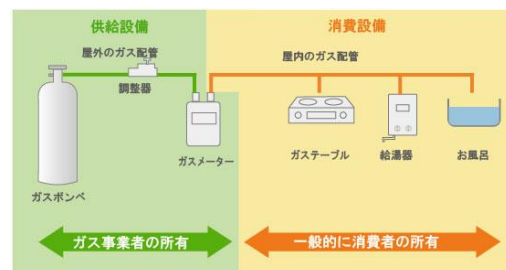 供給設備
消費設備
屋外のガス配管
屋内のガス配管
調整器
ガスメーター
ガステーブル
給湯器
お風呂
ガスボンベ
ガス事業者の所有
一般的に消費者の所有